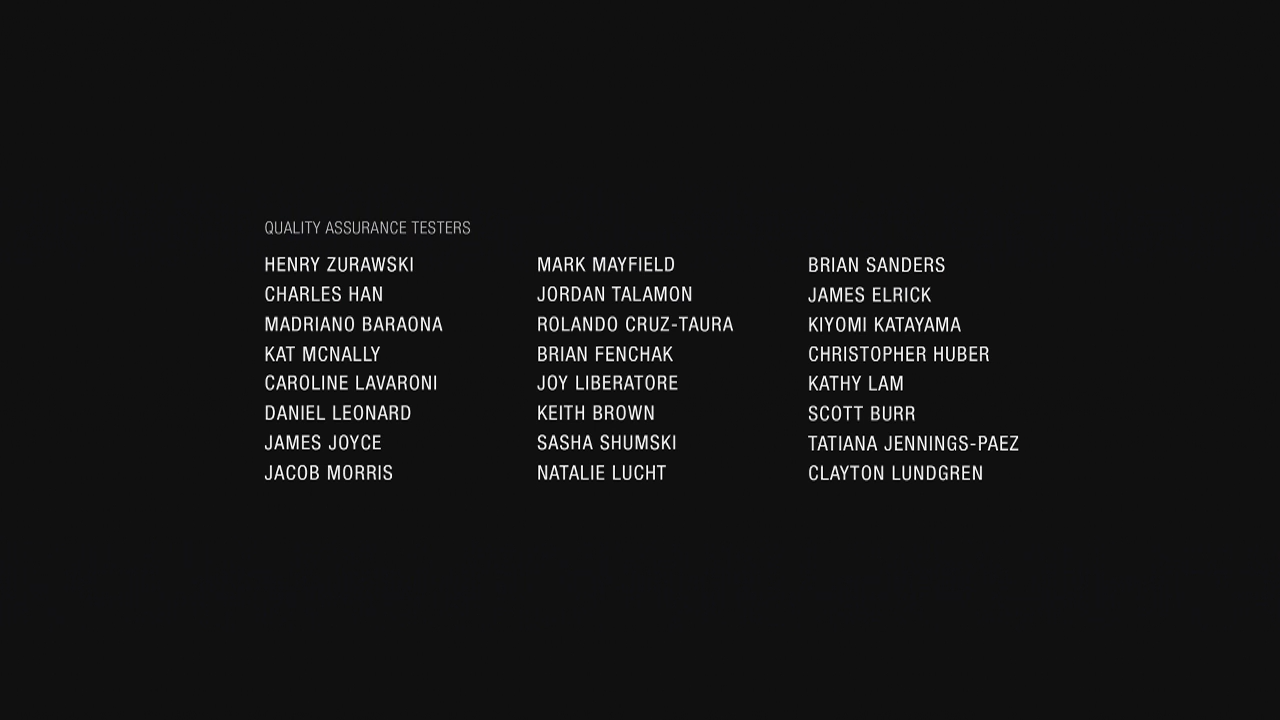 QUALITY ASSURANCE TESTERS
HENRY ZURAWSKI
CHARLES HAN
MADRIANO BARAONA
KAT MCNALLY
CAROLINE LAVARONI
DANIEL LEONARD
JAMES JOYCE
JACOB MORRIS
MARK MAYFIELD
JORDAN TALAMON
ROLANDO CRUZ-TAURA
BRIAN FENCHAK
JOY LIBERATORE
KEITH BROWN
SASHA SHUMSKI
NATALIE LUCHT
BRIAN SANDERS
JAMES ELRICK
KIYOMI KATAYAMA
CHRISTOPHER HUBER
KATHY LAM
SCOTT BURR
TATIANA JENNINGS-PAEZ
CLAYTON LUNDGREN